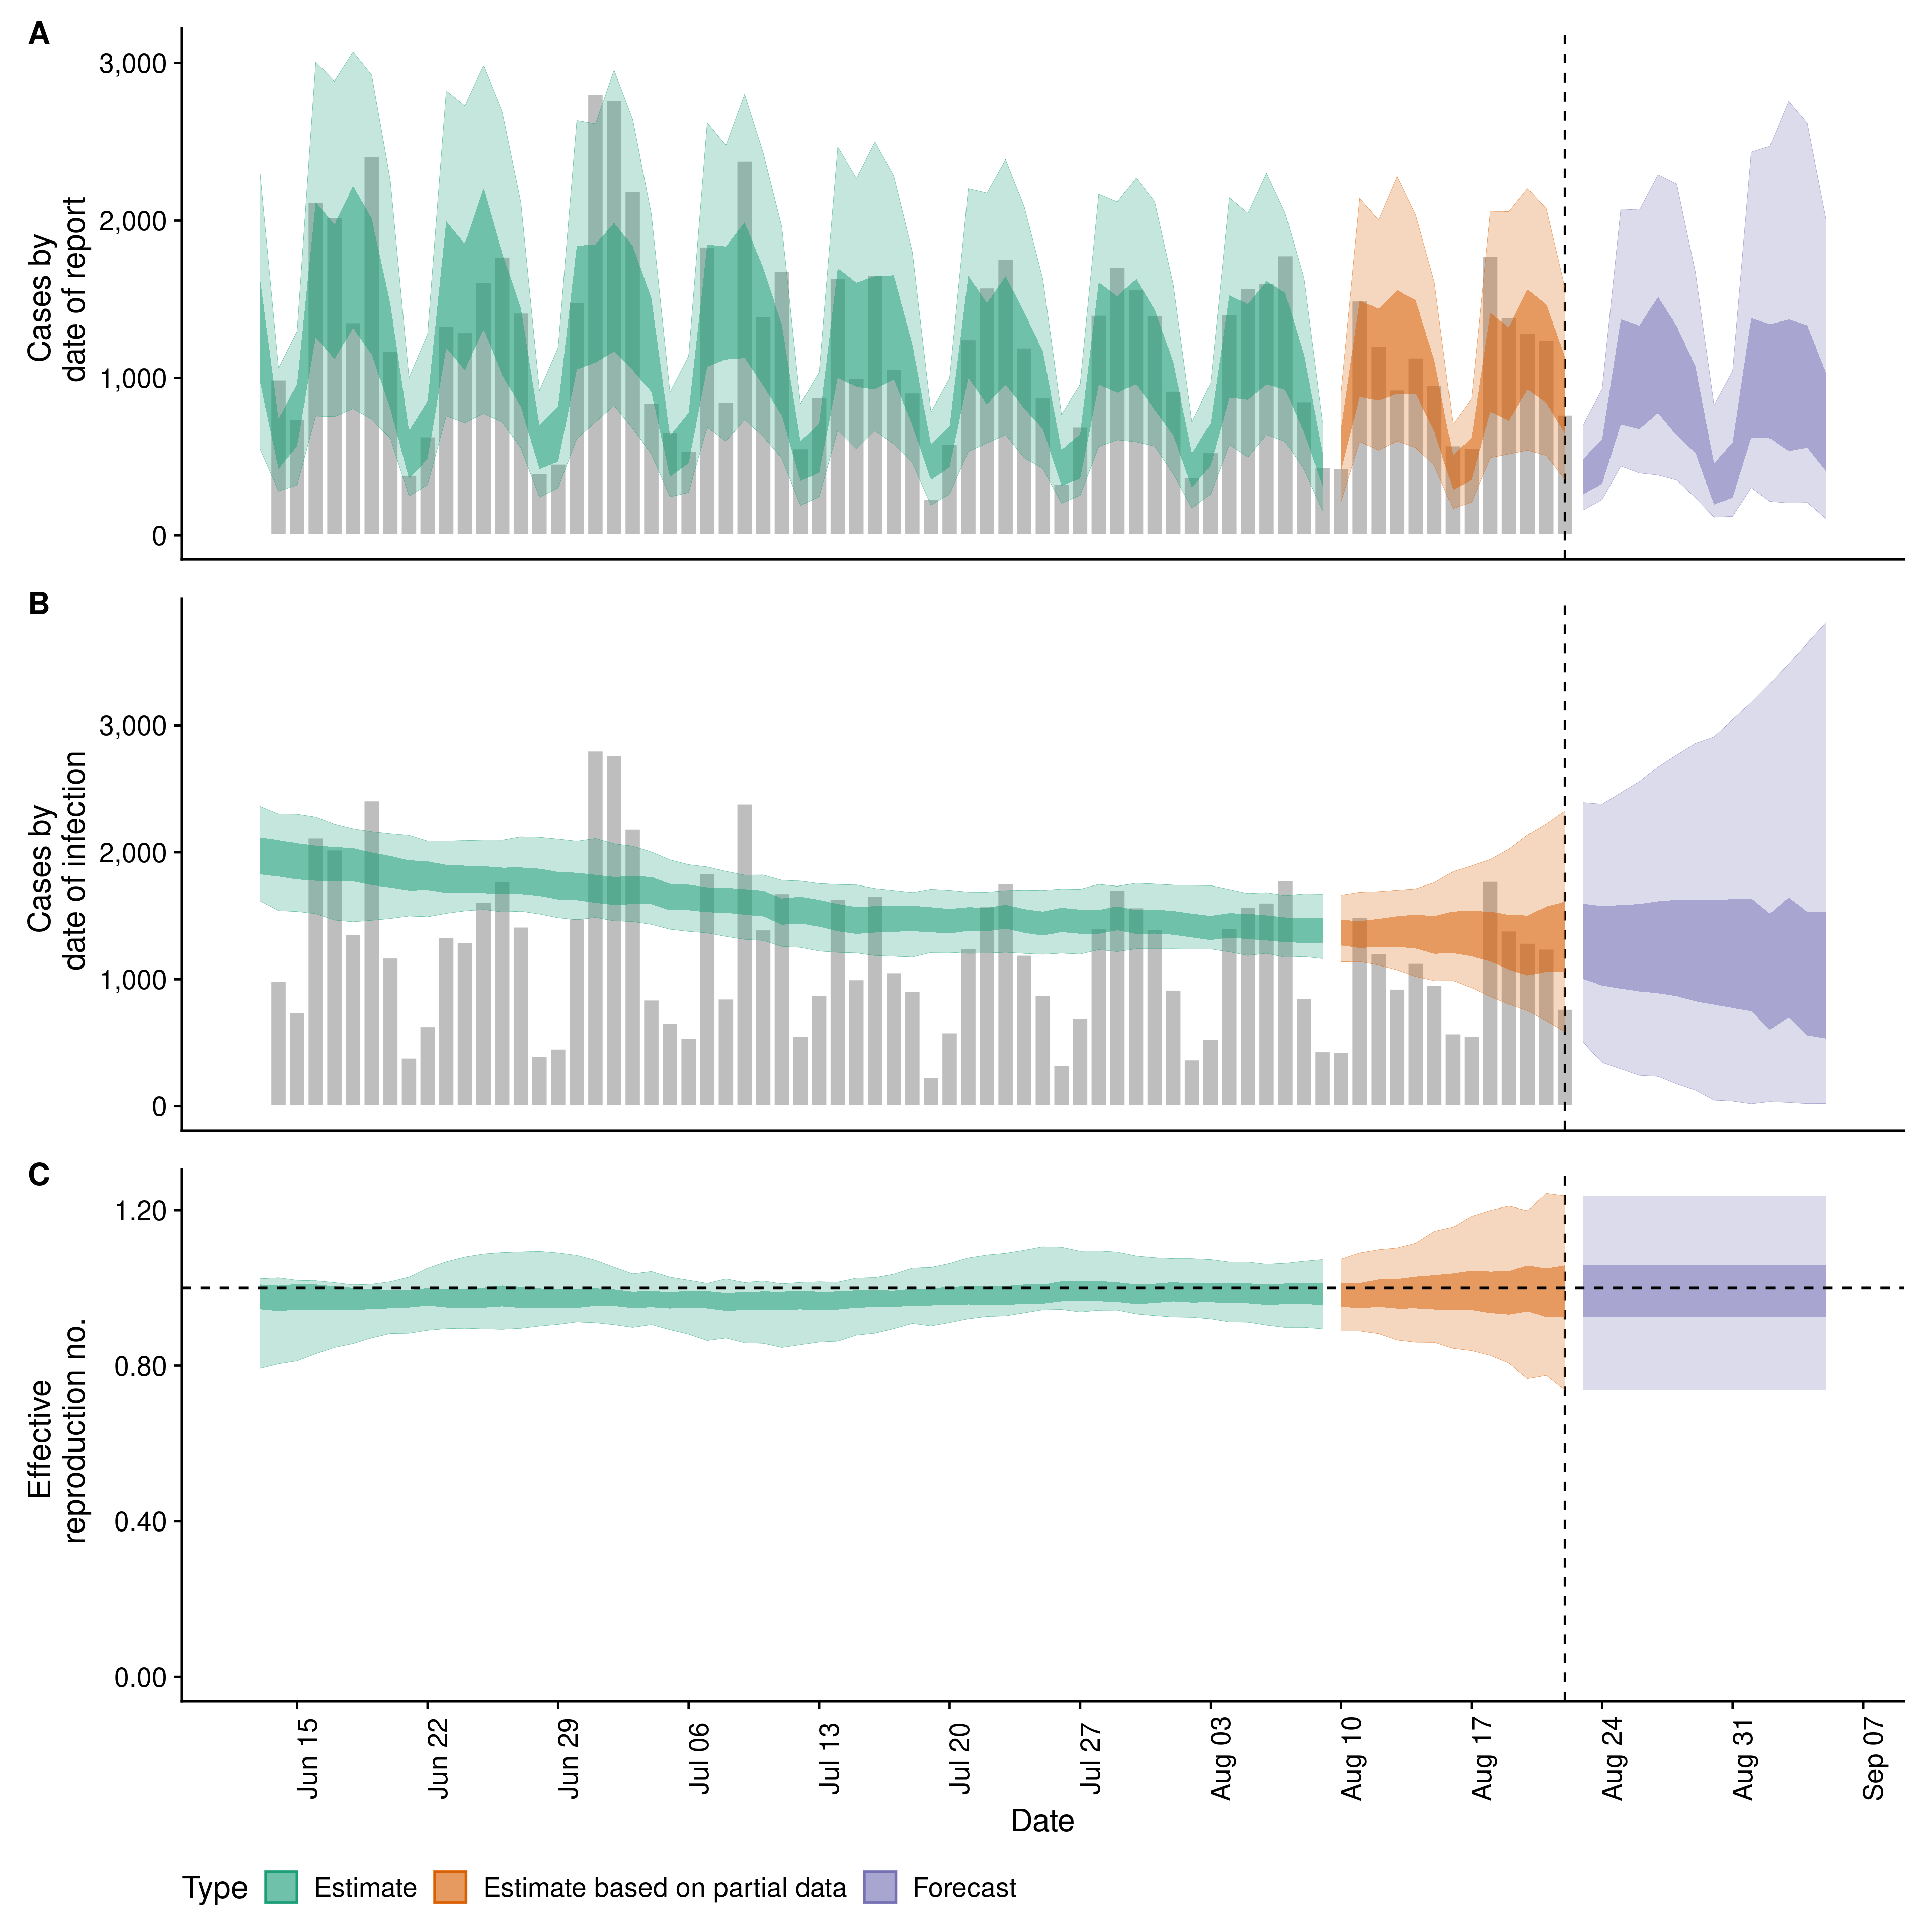 A
Cases by
date of report
3,000
2,000
1,000
0
B
Cases by
date of infection
3,000
2,000
1,000
0
C
Effective
reproduction no.
1.20
0.80
0.40
0.00
Jun 15
Jun 22
Jun 29
Jul 06
Jul 13
Jul 20
Jul 27
Aug 03
Aug 10
Aug 17
Aug 24
Aug 31
Sep 07
Date
Type Estimate Estimate based on partial data Forecast